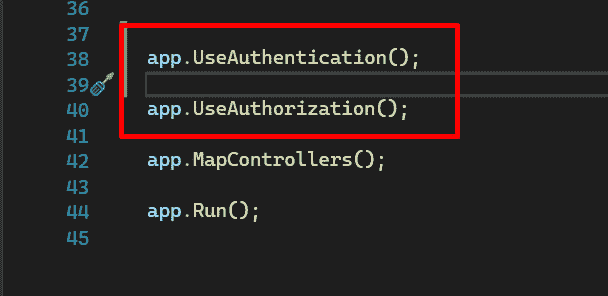 36
37
38 app.UseAuthentication();
39
40 app.UseAuthorization();
41
42 app.MapControllers();
43
44 app.Run();
45